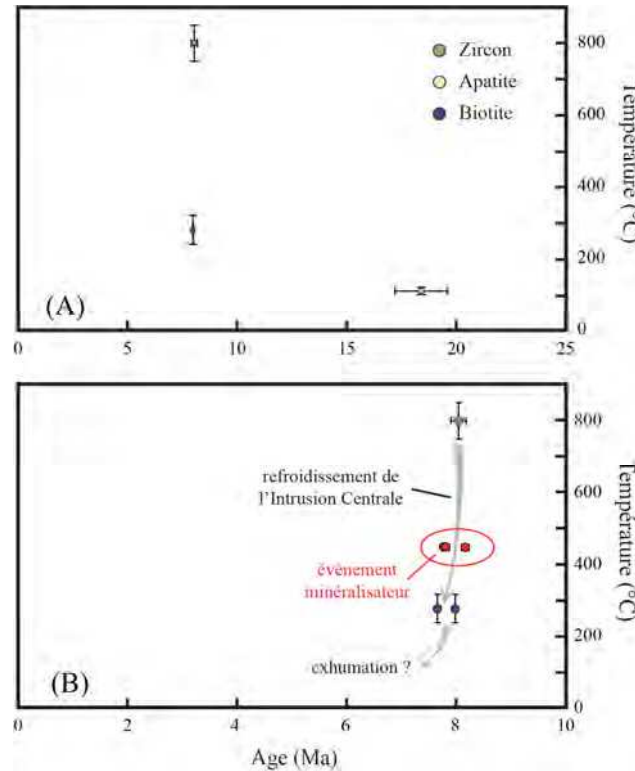 800
Zircon
Apatite
Biotite
600
400
200
0
Température (°C)
(A)
0 5 10 15 20 25
800
refroidissement de
l'Intrusion Centrale
600
400
évènement
minéralisateur
200
exhumation ?
0
Température (°C)
(B)
0 2 4 6 8 10
Age (Ma)